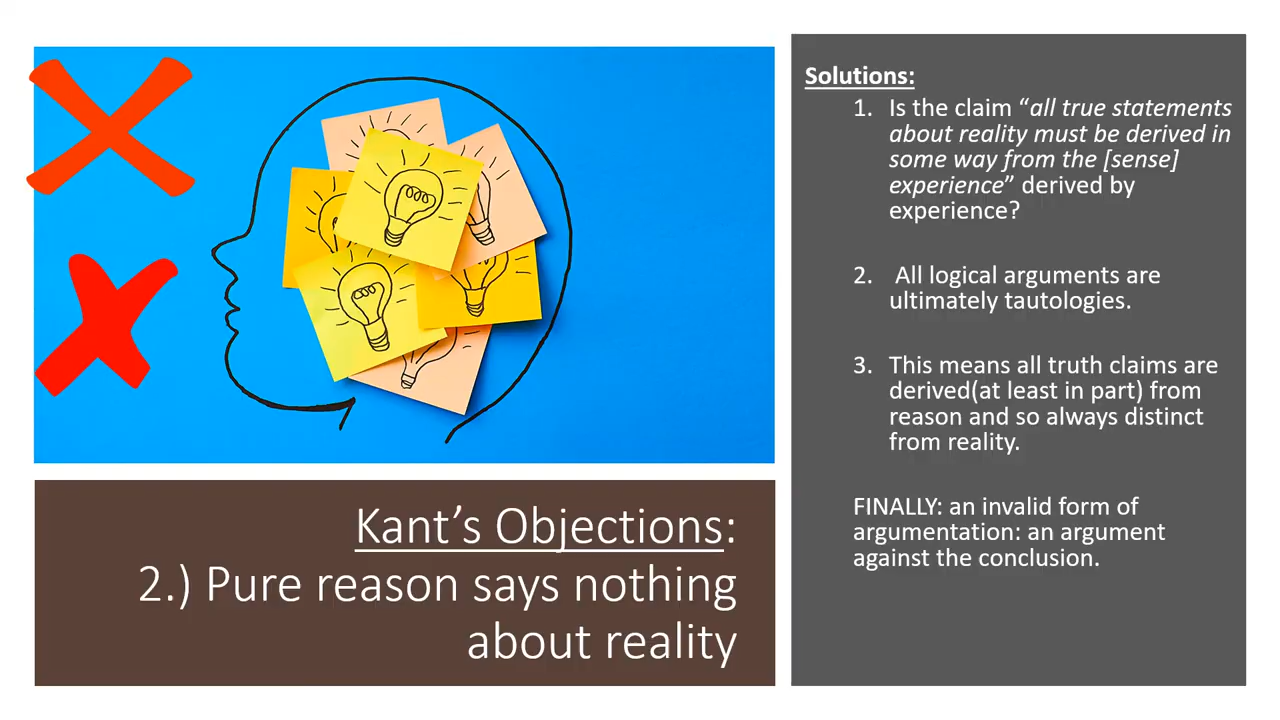 Solutions:
1. Is the claim “all true statements
about reality must be derived in
some way from the [sense]
experience” derived by
experience?
2. All logical arguments are
ultimately tautologies.
3. This means all truth claims are
derived(at least in part) from
reason and so always distinct
from reality.
FINALLY: an invalid form of
argumentation: an argument
against the conclusion.
Kant’s Objections:
2.) Pure reason says nothing
about reality